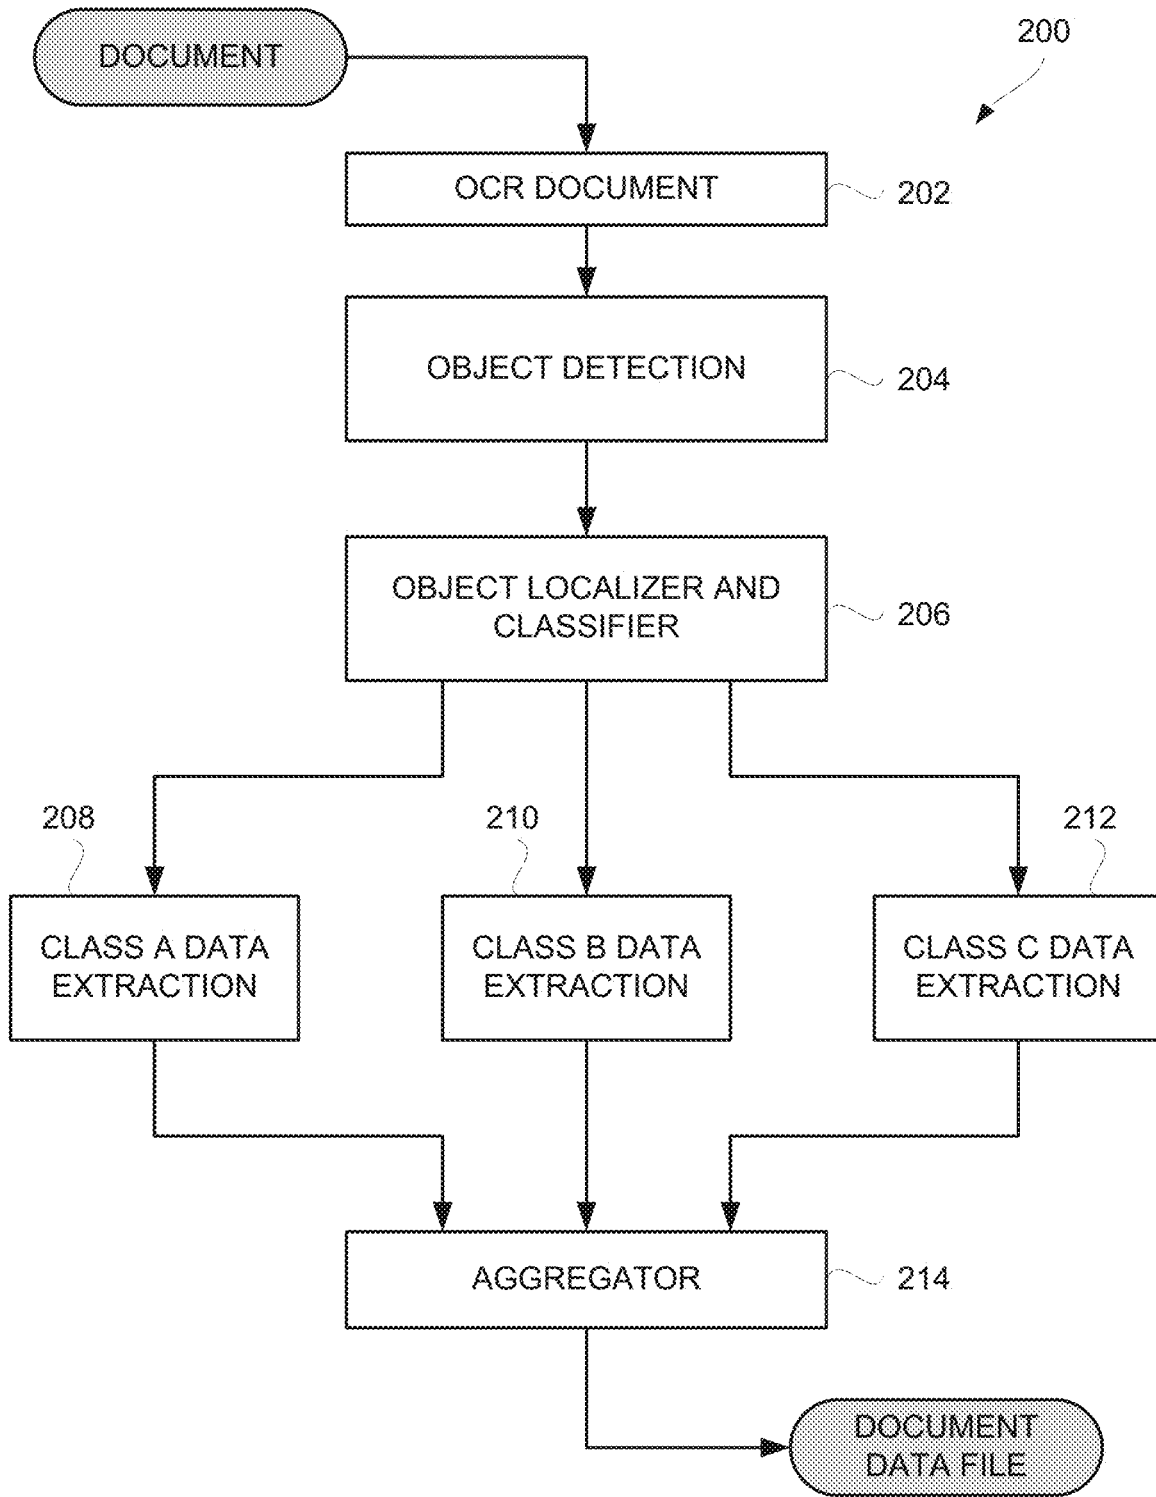 DOCUMENT
200
OCR DOCUMENT
202
OBJECT DETECTION
204
OBJECT LOCALIZER AND
CLASSIFIER
206
208
210
212
CLASS A DATA
EXTRACTION
CLASS B DATA
EXTRACTION
CLASS C DATA
EXTRACTION
AGGREGATOR
214
DOCUMENT
DATA FILE